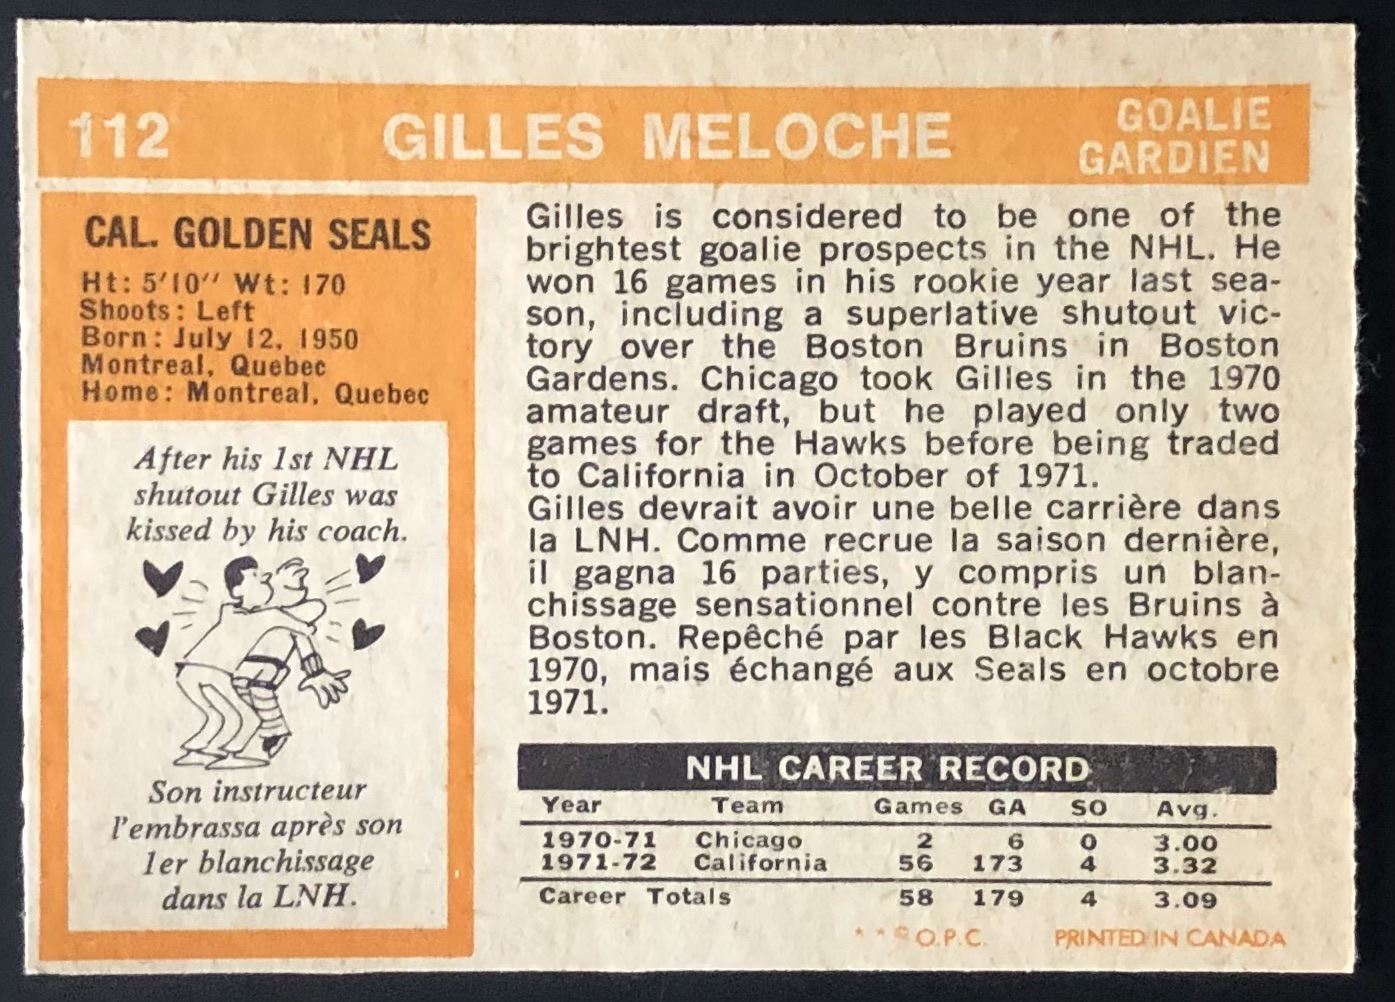 112 GILLES MELOCHE GOALIE
GARDIEN
CAL. GOLDEN SEALS
Ht: 5'10" Wt: 170
Shoots: Left
Born: July 12, 1950
Montreal, Quebec
Home: Montreal, Quebec
After his 1st NHL
shutout Gilles was
kissed by his coach.
Son instructeur
l'embrassa après son
1er blanchissage
dans la LNH.
Gilles is considered to be one of the
brightest goalie prospects in the NHL. He
won 16 games in his rookie year last sea-
son, including a superlative shutout vic-
tory over the Boston Bruins in Boston
Gardens. Chicago took Gilles in the 1970
amateur draft, but he played only two
games for the Hawks before being traded
to California in October of 1971.
Gilles devrait avoir une belle carrière dans
la LNH. Comme recrue la saison dernière,
il gagna 16 parties, y compris un blan-
chissage sensationnel contre les Bruins à
Boston. Repêché par les Black Hawks en
1970, mais échangé aux Seals en octobre
1971.
NHL CAREER RECORD
Year Team Games GA SO Avg.
1970-71 Chicago 2 6 0 3.00
1971-72 California 56 173 4 3.32
Career Totals 58 179 4 3.09
* * © O.P.C. PRINTED IN CANADA